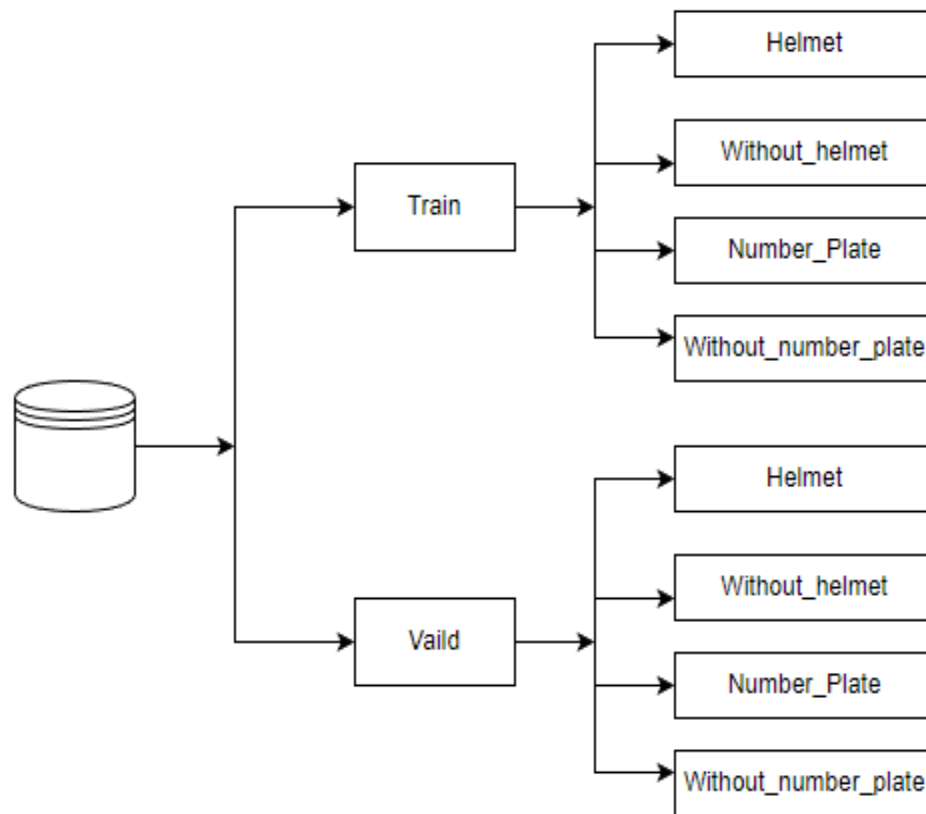 Helmet
Without_helmet
Train
Number_Plate
Without_number_plate
Helmet
Without_helmet
Vaild
Number_Plate
Without_number_plate